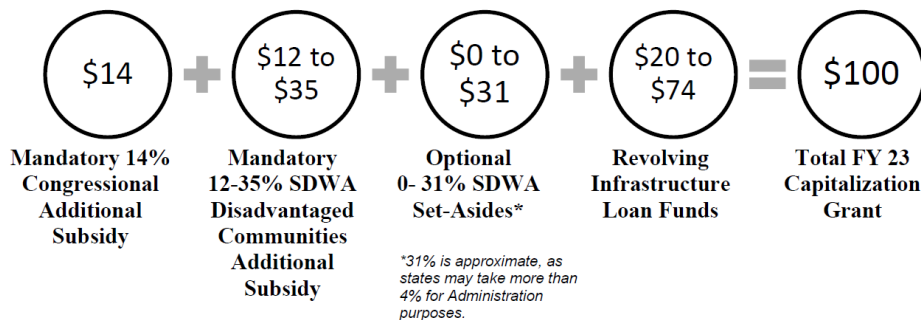 $14
$12 to
$35
$0 to
$31
$20 to
$74
$100
Mandatory 14%
Congressional
Additional
Subsidy
Mandatory
12-35% SDWA
Disadvantaged
Communities
Additional
Subsidy
Optional
0- 31% SDWA
Set-Asides*
*31% is approximate, as
states may take more than
4% for Administration
purposes.
Revolving
Infrastructure
Loan Funds
Total FY 23
Capitalization
Grant